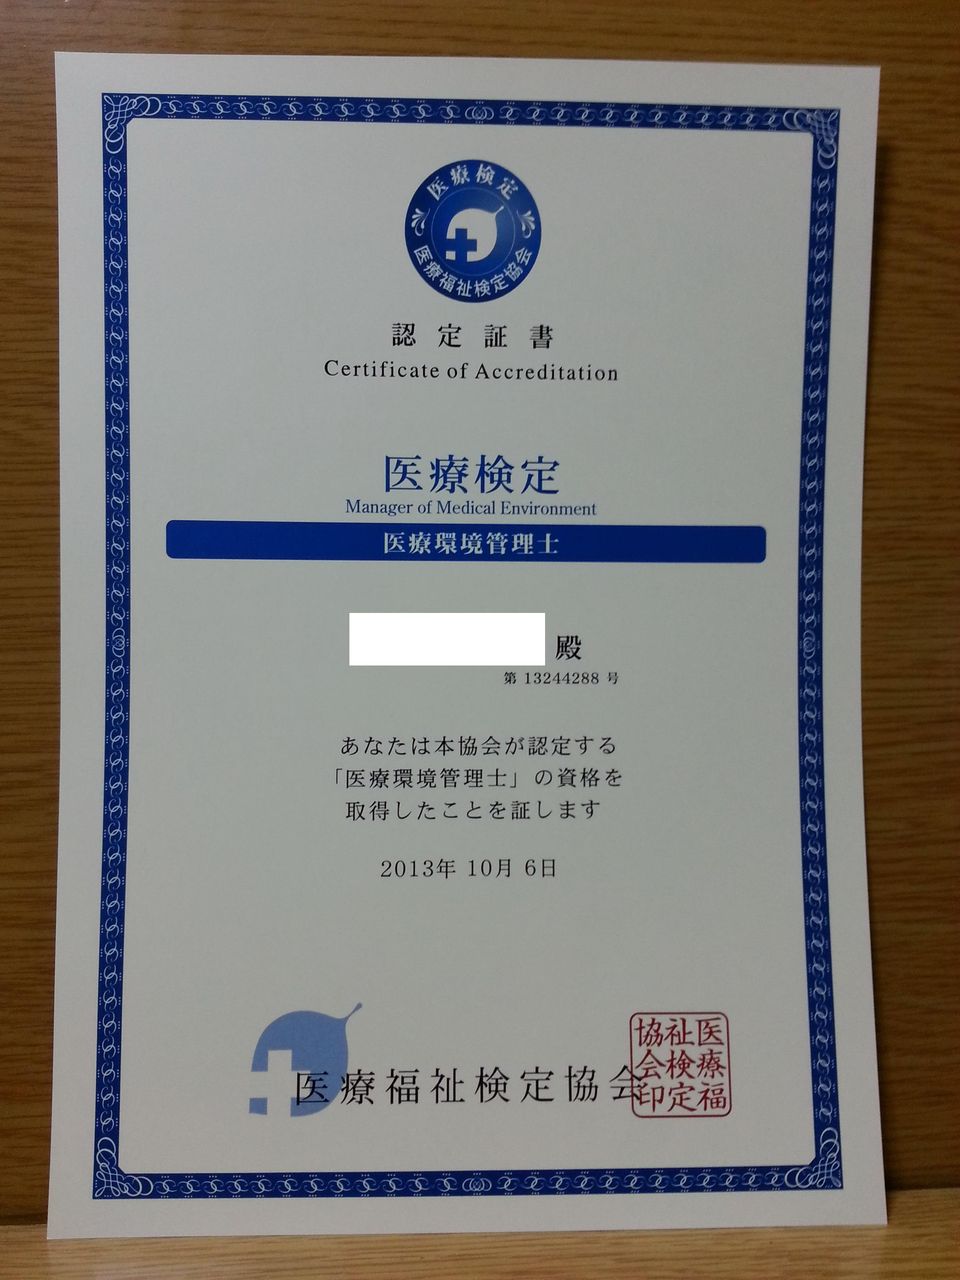 医療検定
医療福祉検定協会
認定証書
Certificate of Accreditation
医療検定
Manager of Medical Environment
医療環境管理士
殿
第 13244288 号
あなたは本協会が認定する
「医療環境管理士」の資格を
取得したことを証します
2013年 10月 6日
医療福祉検定協会
医療福
祉検定
協会印